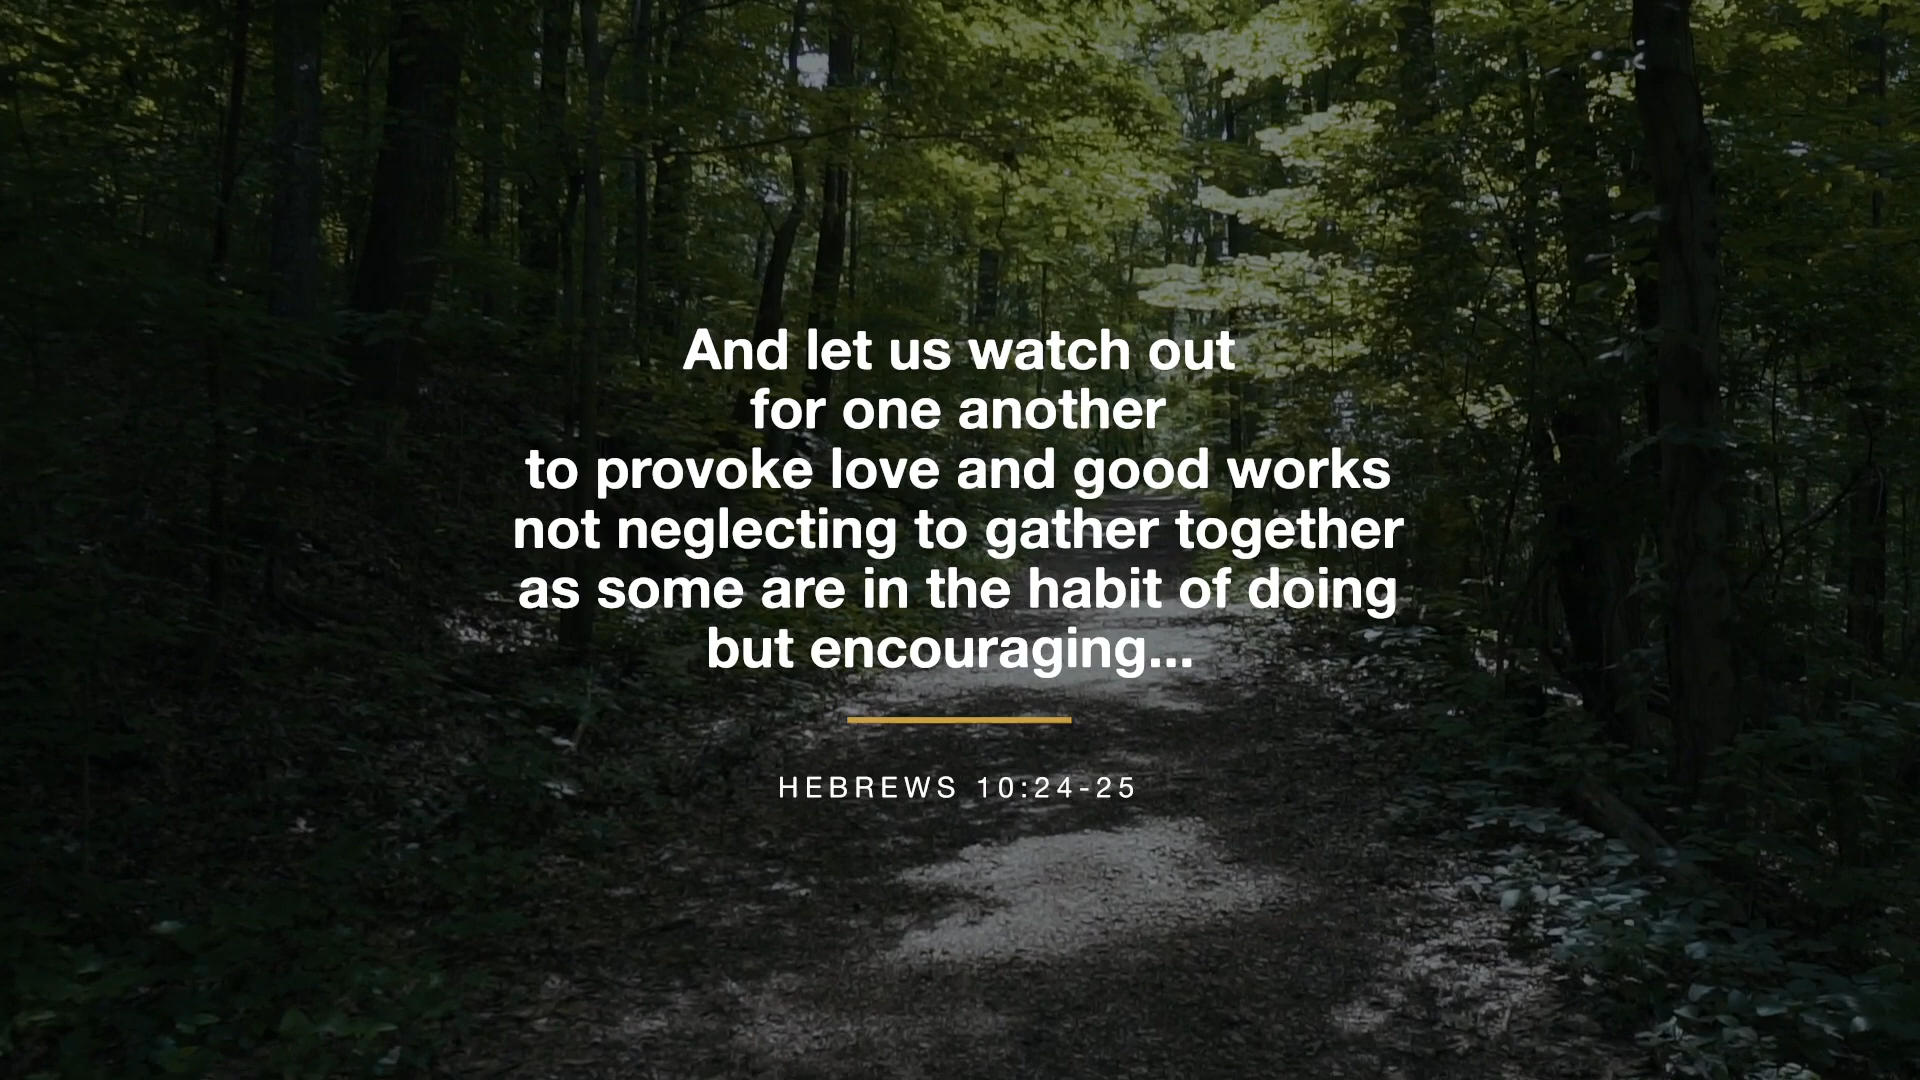 And let us watch out
for one another
to provoke love and good works
not neglecting to gather together
as some are in the habit of doing
but encouraging...
HEBREWS 10:24-25